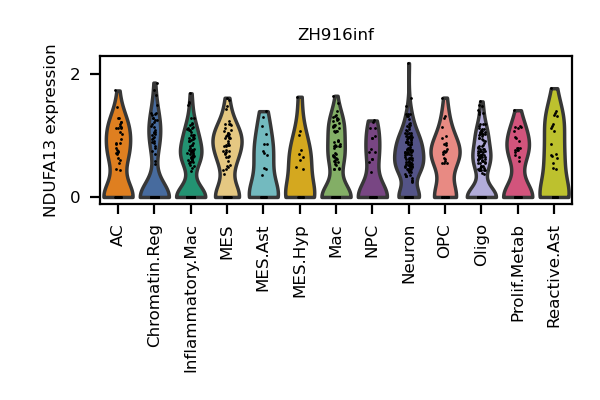 ZH916inf
NDUFA13 expression
2
0
AC
Chromatin.Reg
Inflammatory.Mac
MES
MES.Ast
MES.Hyp
Mac
NPC
Neuron
OPC
Oligo
Prolif.Metab
Reactive.Ast